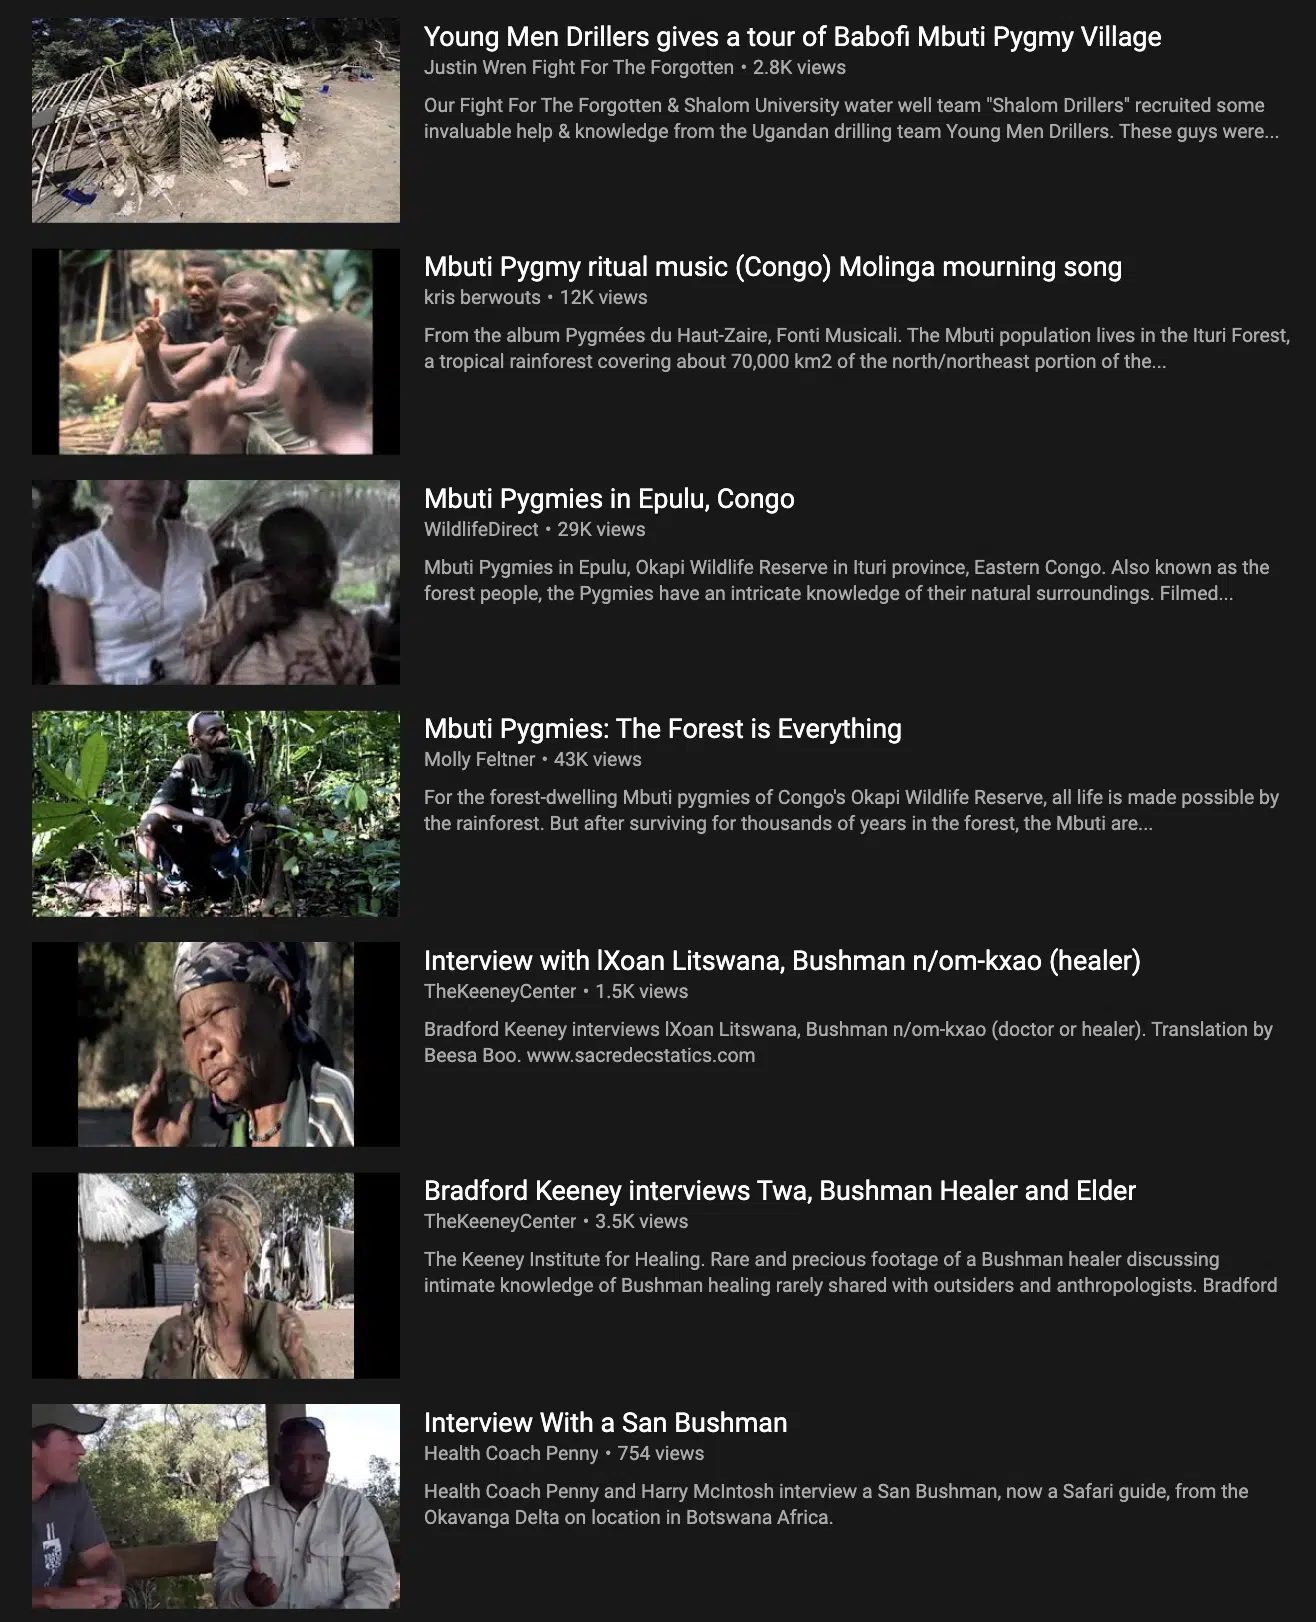 Young Men Drillers gives a tour of Babofi Mbuti Pygmy Village
Justin Wren Fight For The Forgotten • 2.8K views
Our Fight For The Forgotten & Shalom University water well team "Shalom Drillers" recruited some
invaluable help & knowledge from the Ugandan drilling team Young Men Drillers. These guys were...
Mbuti Pygmy ritual music (Congo) Molinga mourning song
kris berwouts • 12K views
From the album Pygmées du Haut-Zaire, Fonti Musicali. The Mbuti population lives in the Ituri Forest,
a tropical rainforest covering about 70,000 km2 of the north/northeast portion of the...
Mbuti Pygmies in Epulu, Congo
WildlifeDirect • 29K views
Mbuti Pygmies in Epulu, Okapi Wildlife Reserve in Ituri province, Eastern Congo. Also known as the
forest people, the Pygmies have an intricate knowledge of their natural surroundings. Filmed...
Mbuti Pygmies: The Forest is Everything
Molly Feltner • 43K views
For the forest-dwelling Mbuti pygmies of Congo's Okapi Wildlife Reserve, all life is made possible by
the rainforest. But after surviving for thousands of years in the forest, the Mbuti are...
Interview with lXoan Litswana, Bushman n/om-kxao (healer)
TheKeeneyCenter • 1.5K views
Bradford Keeney interviews lXoan Litswana, Bushman n/om-kxao (doctor or healer). Translation by
Beesa Boo. www.sacredecstatics.com
Bradford Keeney interviews Twa, Bushman Healer and Elder
TheKeeneyCenter • 3.5K views
The Keeney Institute for Healing. Rare and precious footage of a Bushman healer discussing
intimate knowledge of Bushman healing rarely shared with outsiders and anthropologists. Bradford
Interview With a San Bushman
Health Coach Penny • 754 views
Health Coach Penny and Harry McIntosh interview a San Bushman, now a Safari guide, from the
Okavanga Delta on location in Botswana Africa.